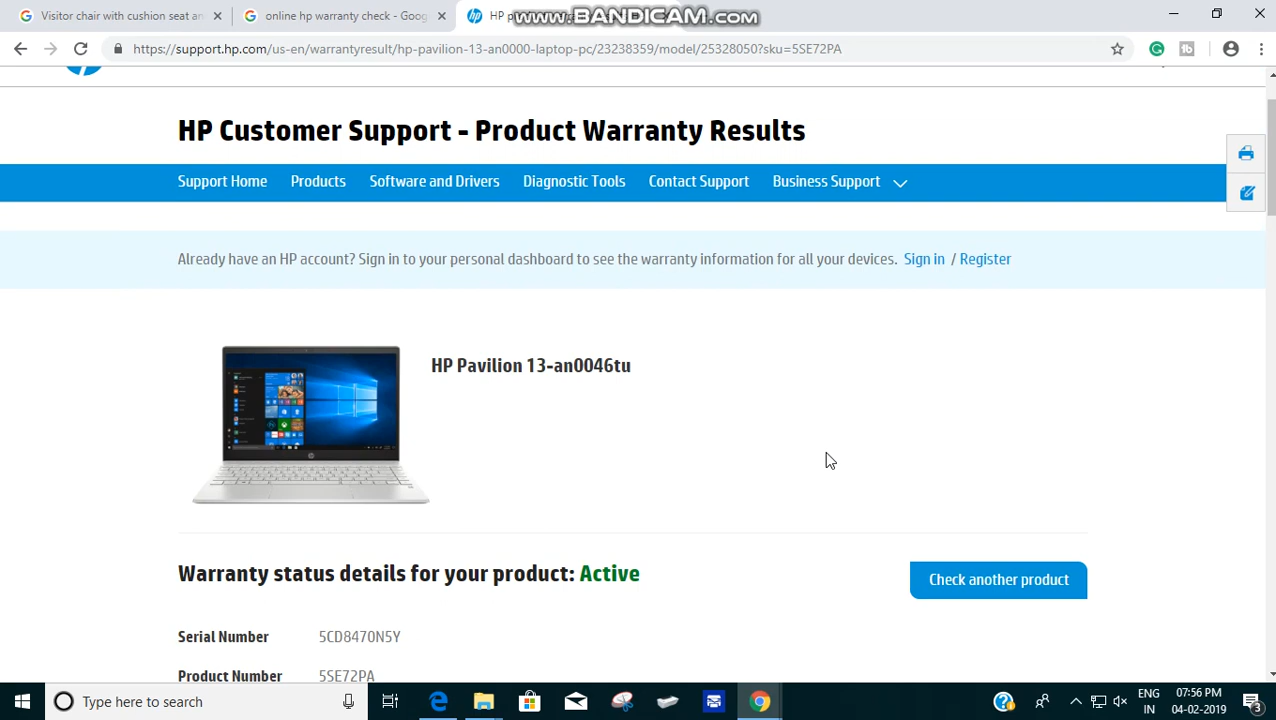 Visitor chair with cushion seat an
online hp warranty check - Goog
HP p
www.BANDICAM.com
https://support.hp.com/us-en/warrantyresult/hp-pavilion-13-an0000-laptop-pc/23238359/model/25328050?sku=5SE72PA
HP Customer Support - Product Warranty Results
Support Home Products Software and Drivers Diagnostic Tools Contact Support Business Support
Already have an HP account? Sign in to your personal dashboard to see the warranty information for all your devices. Sign in / Register
HP Pavilion 13-an0046tu
Warranty status details for your product: Active
Check another product
Serial Number 5CD8470N5Y
Product Number 5SE72PA
Type here to search
ENG
IN
07:56 PM
04-02-2019
3